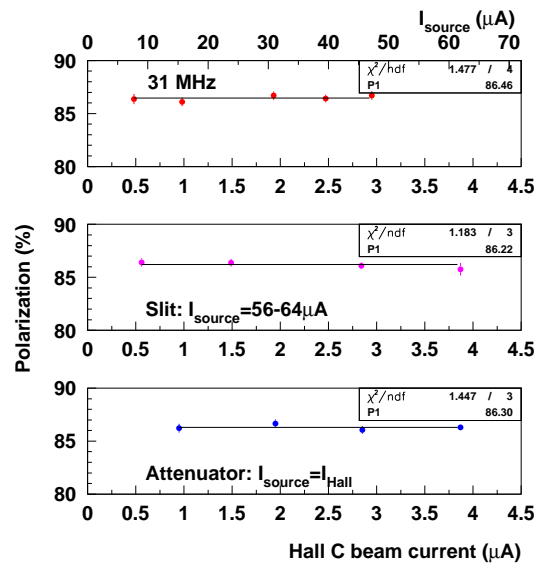 I_source (μA)
0 10 20 30 40 50 60 70
90
85
80
31 MHz
χ²/ndf 1.477 / 4
P1 86.46
0 0.5 1 1.5 2 2.5 3 3.5 4 4.5
Polarization (%)
90
85
80
χ²/ndf 1.183 / 3
P1 86.22
Slit: I_source=56-64μA
0 0.5 1 1.5 2 2.5 3 3.5 4 4.5
90
85
80
χ²/ndf 1.447 / 3
P1 86.30
Attenuator: I_source=I_Hall
0 0.5 1 1.5 2 2.5 3 3.5 4 4.5
Hall C beam current (μA)